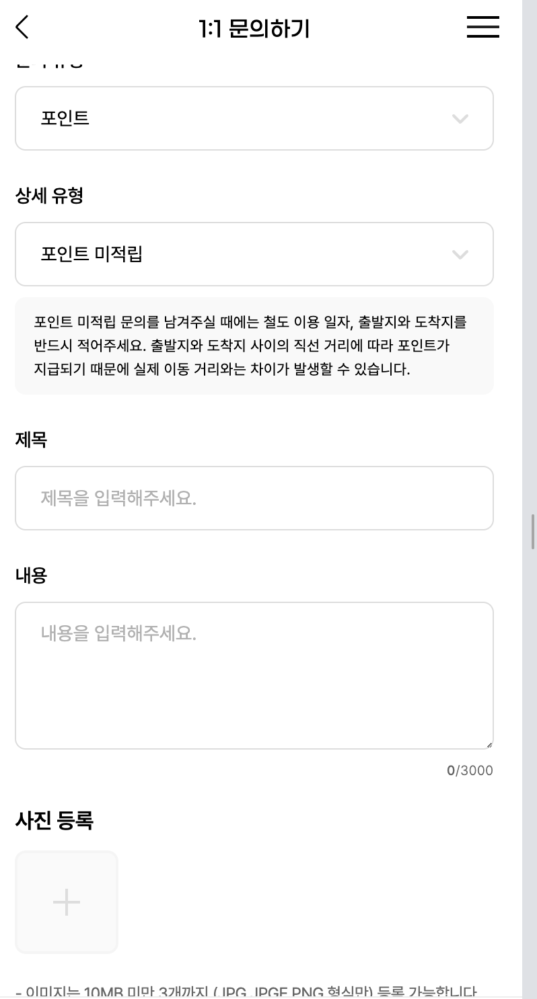 1:1 문의하기
포인트
상세 유형
포인트 미적립
포인트 미적립 문의를 남겨주실 때에는 철도 이용 일자, 출발지와 도착지를
반드시 적어주세요. 출발지와 도착지 사이의 직선 거리에 따라 포인트가
지급되기 때문에 실제 이동 거리와는 차이가 발생할 수 있습니다.
제목
제목을 입력해주세요.
내용
내용을 입력해주세요.
0/3000
사진 등록
- 이미지는 10MB 미만 3개까지 (JPG, JPGE, PNG 형식만) 등록 가능합니다